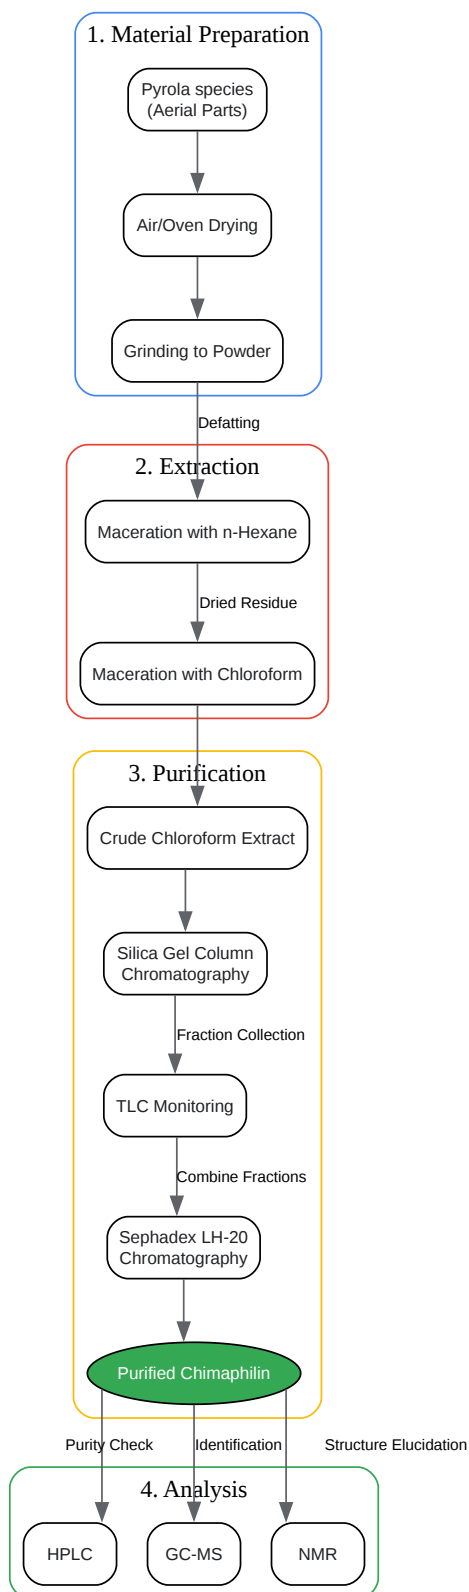 1. Material Preparation
Pyrola species
(Aerial Parts)
Air/Oven Drying
Grinding to Powder
Defatting
2. Extraction
Maceration with n-Hexane
Dried Residue
Maceration with Chloroform
3. Purification
Crude Chloroform Extract
Silica Gel Column
Chromatography
Fraction Collection
TLC Monitoring
Combine Fractions
Sephadex LH-20
Chromatography
Purified Chimaphilin
Purity Check
Identification
Structure Elucidation
4. Analysis
HPLC
GC-MS
NMR